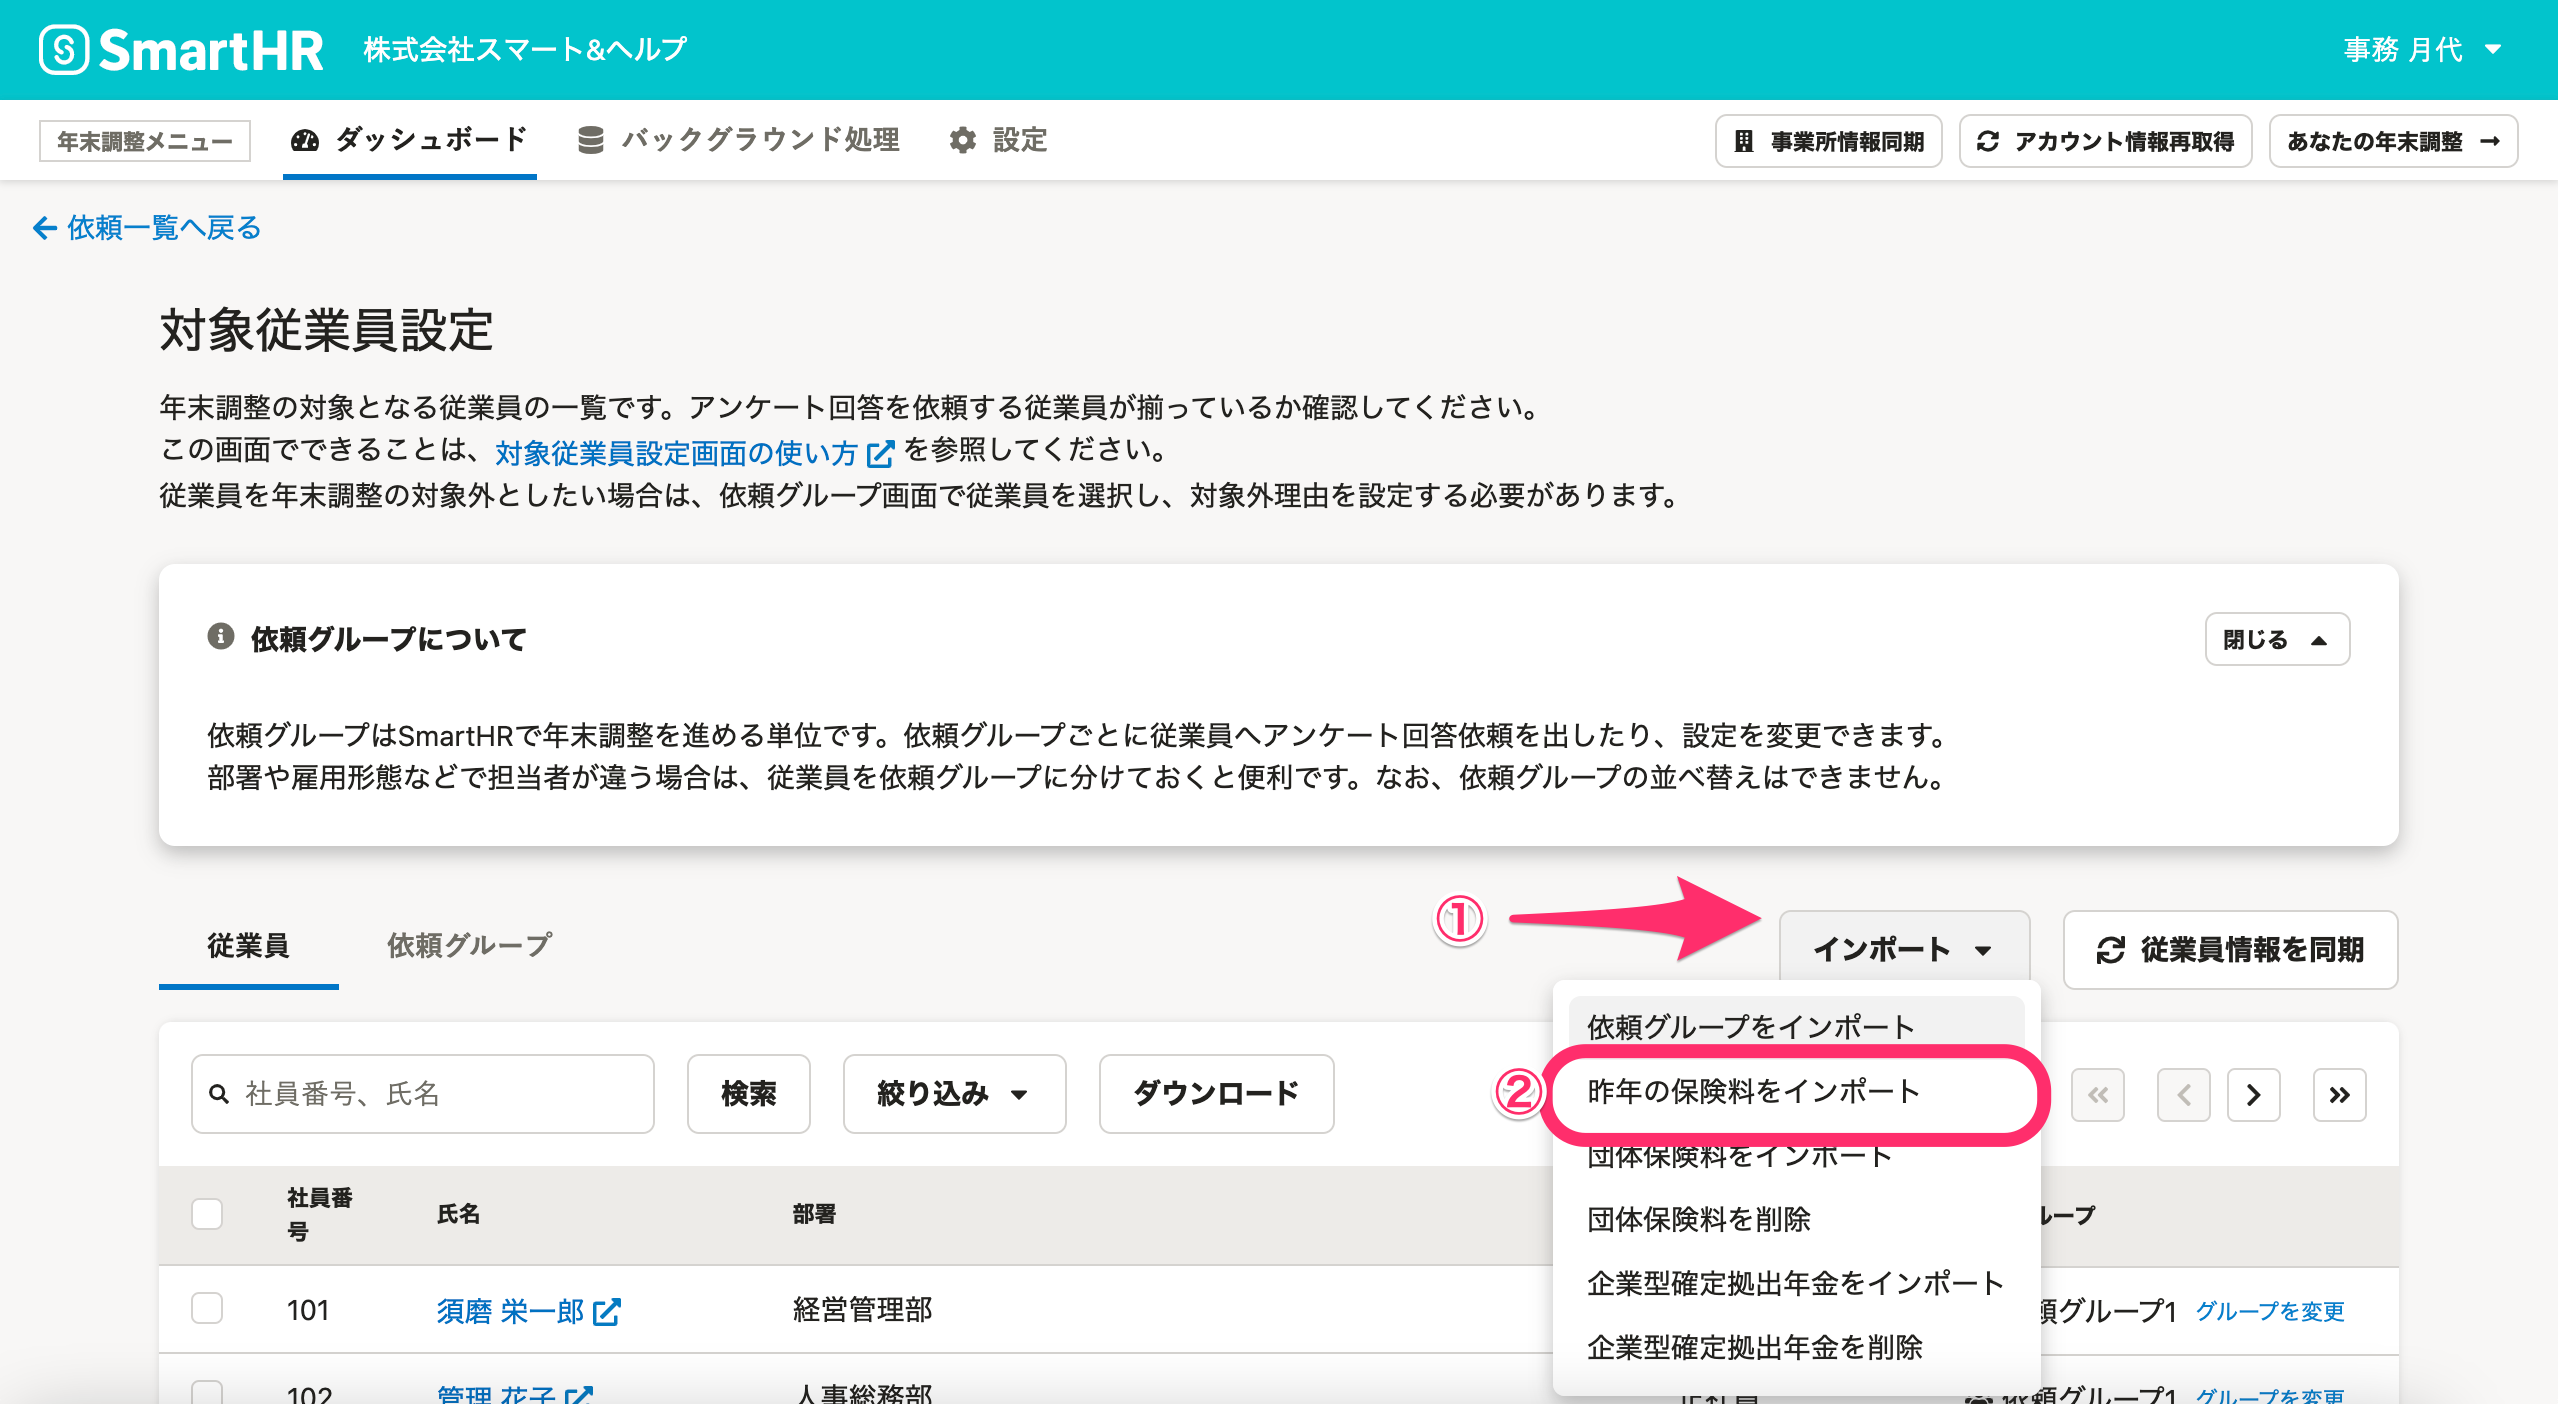 SmartHR 株式会社スマート&ヘルプ 事務 月代
年末調整メニュー ダッシュボード バックグラウンド処理 設定 事業所情報同期 アカウント情報再取得 あなたの年末調整 →
← 依頼一覧へ戻る
対象従業員設定
年末調整の対象となる従業員の一覧です。アンケート回答を依頼する従業員が揃っているか確認してください。
この画面でできることは、対象従業員設定画面の使い方 を参照してください。
従業員を年末調整の対象外としたい場合は、依頼グループ画面で従業員を選択し、対象外理由を設定する必要があります。
依頼グループについて 閉じる
依頼グループはSmartHRで年末調整を進める単位です。依頼グループごとに従業員へアンケート回答依頼を出したり、設定を変更できます。
部署や雇用形態などで担当者が違う場合は、従業員を依頼グループに分けておくと便利です。なお、依頼グループの並べ替えはできません。
①
従業員 依頼グループ インポート 従業員情報を同期
依頼グループをインポート
② 昨年の保険料をインポート
社員番号、氏名 検索 絞り込み ダウンロード
団体保険料をインポート
団体保険料を削除
企業型確定拠出年金をインポート
企業型確定拠出年金を削除
社員番
号 氏名 部署 ループ
101 須磨 栄一郎 経営管理部 頼グループ1 グループを変更
102 管理 花子 人事総務部 正社員 依頼グループ1 グループを変更